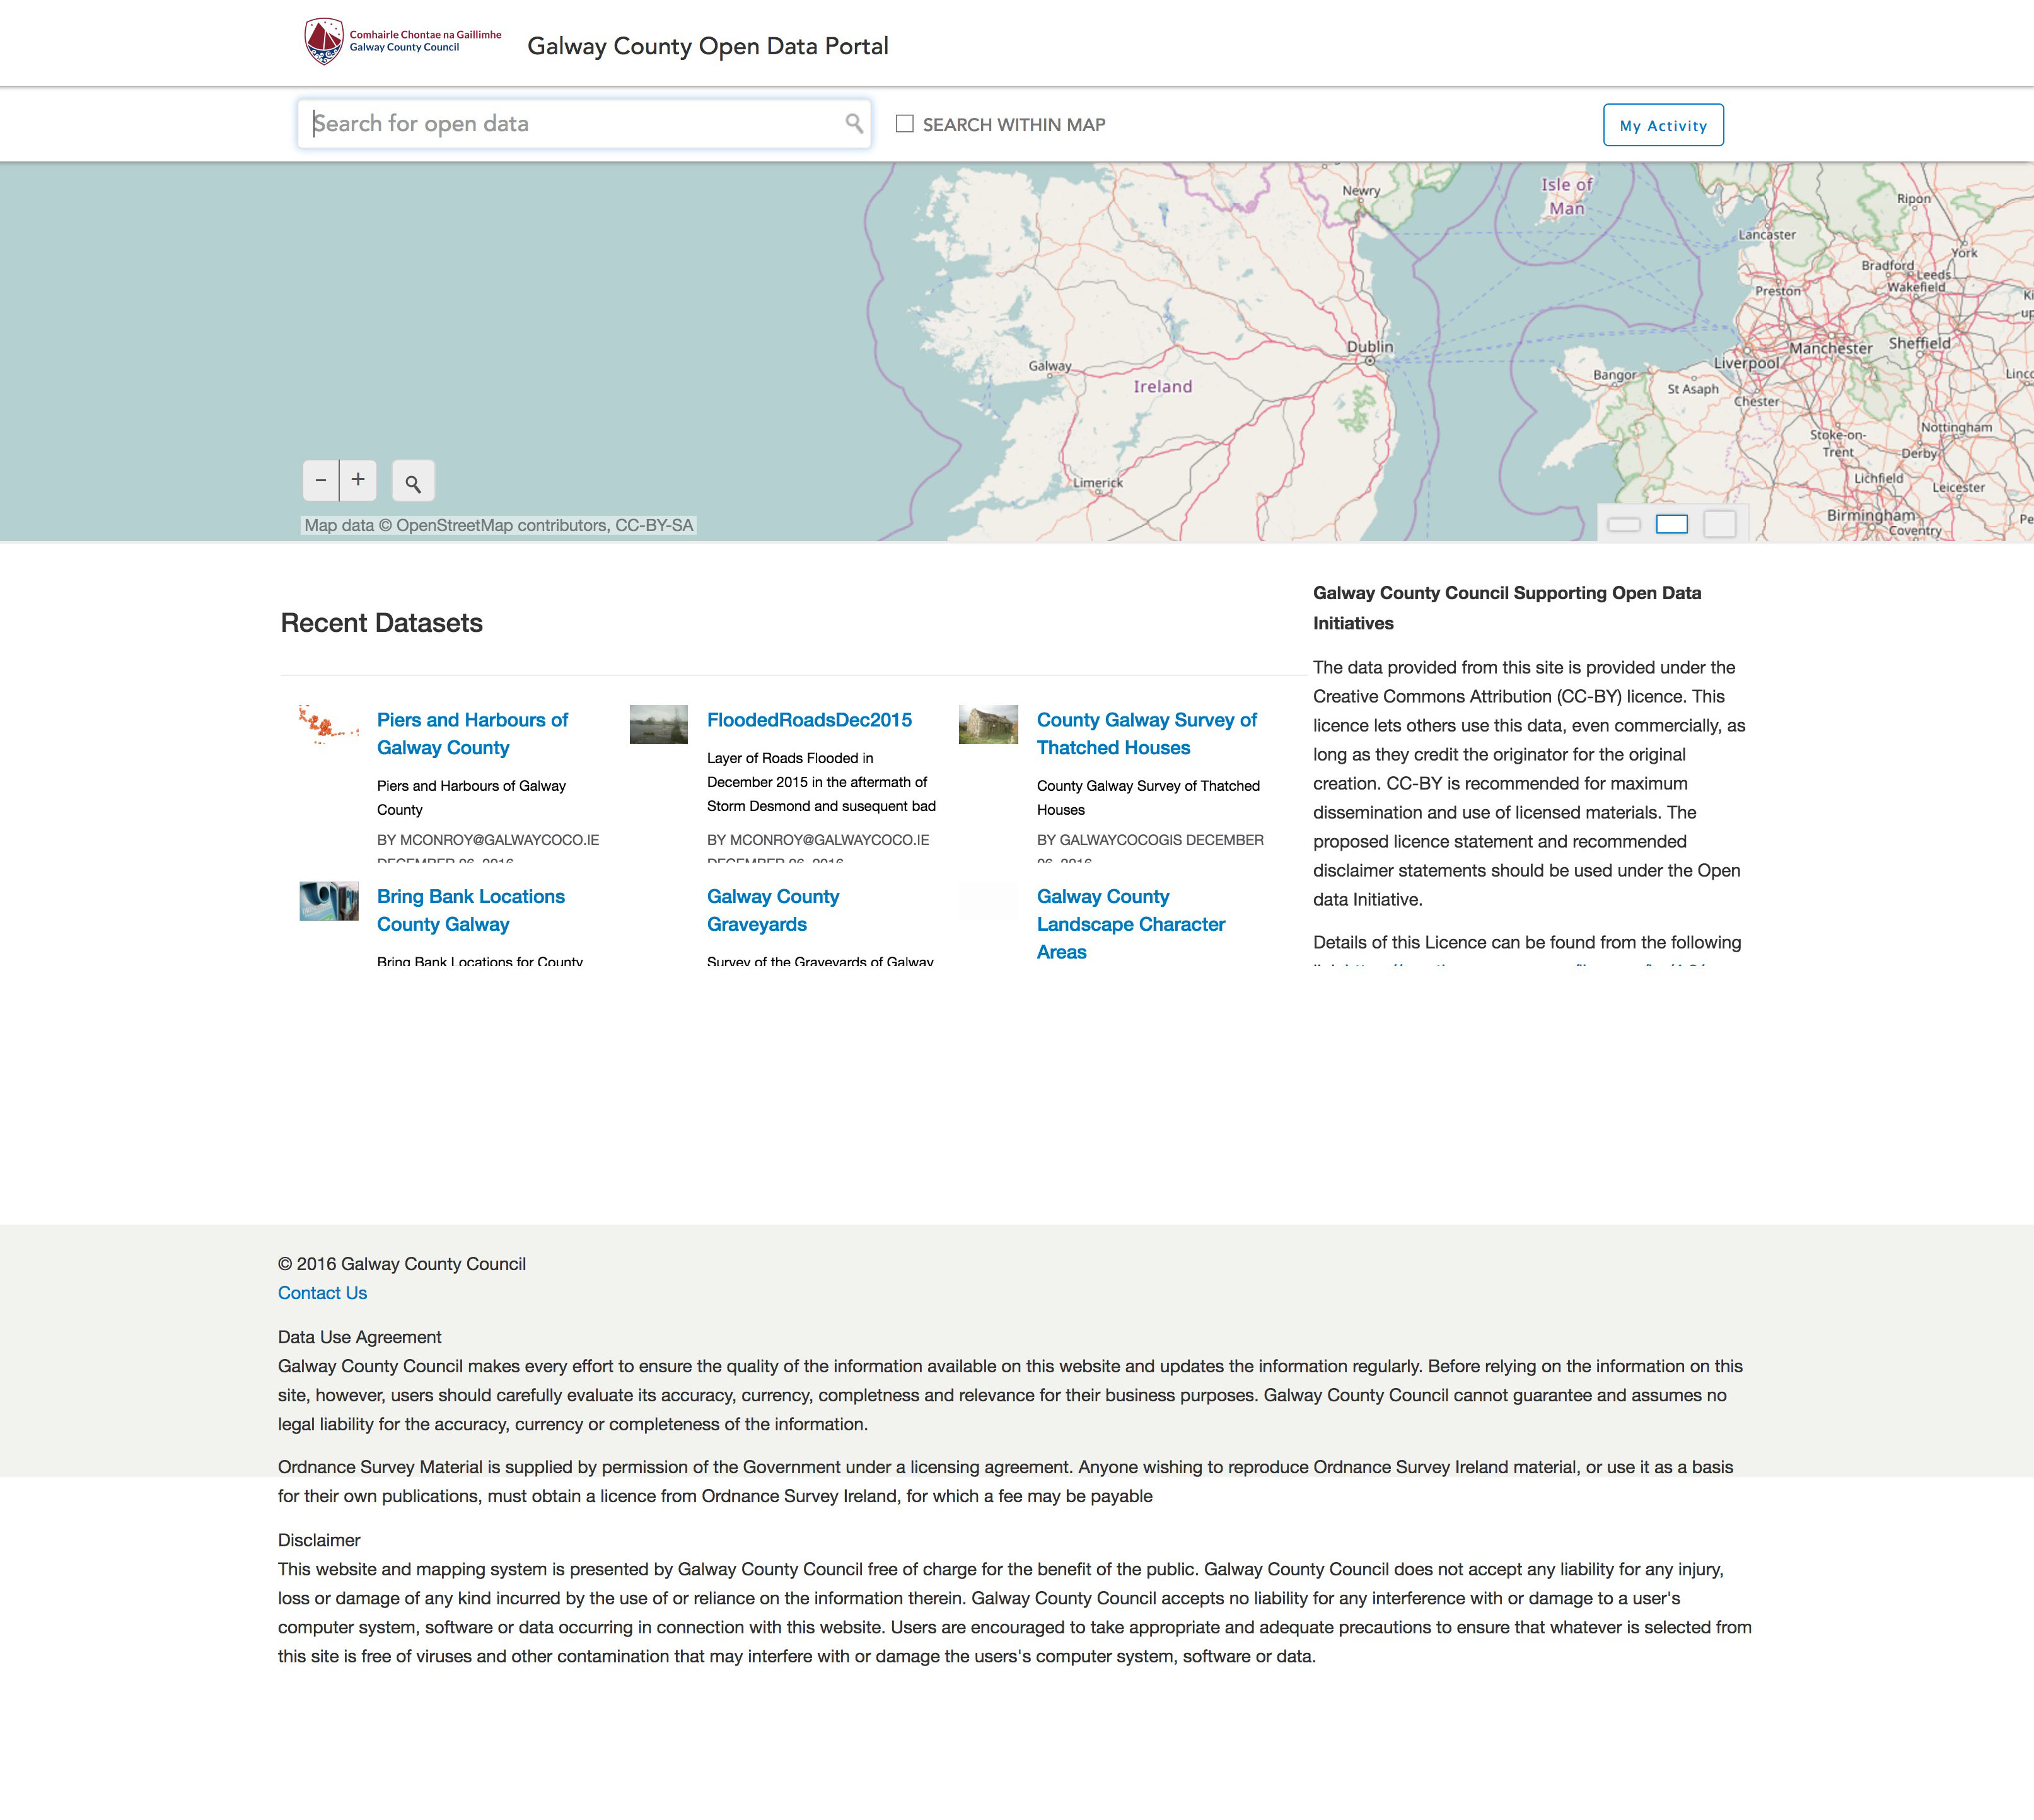 Comhairle Chontae na Gaillimhe
Galway County Council
Galway County Open Data Portal
Search for open data
SEARCH WITHIN MAP
My Activity
Newry
Isle of
Man
Ripon
Lancaster
York
Bradford
Leeds
Preston
Wakefield
Dublin
Galway
Ireland
Liverpool
Manchester
Sheffield
Bangor
St Asaph
Chester
Stoke-on-
Trent
Nottingham
Derby
Limerick
Lichfield
Leicester
Birmingham
Coventry
Map data © OpenStreetMap contributors, CC-BY-SA
Recent Datasets
Piers and Harbours of
Galway County
Piers and Harbours of Galway
County
BY MCONROY@GALWAYCOCO.IE
DECEMBER 06, 2016
FloodedRoadsDec2015
Layer of Roads Flooded in
December 2015 in the aftermath of
Storm Desmond and susequent bad
BY MCONROY@GALWAYCOCO.IE
DECEMBER 06, 2016
County Galway Survey of
Thatched Houses
County Galway Survey of Thatched
Houses
BY GALWAYCOCOGIS DECEMBER
06, 2016
Bring Bank Locations
County Galway
Bring Bank Locations for County
Galway County
Graveyards
Survey of the Graveyards of Galway
Galway County
Landscape Character
Areas
Galway County Council Supporting Open Data
Initiatives
The data provided from this site is provided under the
Creative Commons Attribution (CC-BY) licence. This
licence lets others use this data, even commercially, as
long as they credit the originator for the original
creation. CC-BY is recommended for maximum
dissemination and use of licensed materials. The
proposed licence statement and recommended
disclaimer statements should be used under the Open
data Initiative.
Details of this Licence can be found from the following
© 2016 Galway County Council
Contact Us
Data Use Agreement
Galway County Council makes every effort to ensure the quality of the information available on this website and updates the information regularly. Before relying on the information on this
site, however, users should carefully evaluate its accuracy, currency, completness and relevance for their business purposes. Galway County Council cannot guarantee and assumes no
legal liability for the accuracy, currency or completeness of the information.
Ordnance Survey Material is supplied by permission of the Government under a licensing agreement. Anyone wishing to reproduce Ordnance Survey Ireland material, or use it as a basis
for their own publications, must obtain a licence from Ordnance Survey Ireland, for which a fee may be payable
Disclaimer
This website and mapping system is presented by Galway County Council free of charge for the benefit of the public. Galway County Council does not accept any liability for any injury,
loss or damage of any kind incurred by the use of or reliance on the information therein. Galway County Council accepts no liability for any interference with or damage to a user's
computer system, software or data occurring in connection with this website. Users are encouraged to take appropriate and adequate precautions to ensure that whatever is selected from
this site is free of viruses and other contamination that may interfere with or damage the users's computer system, software or data.